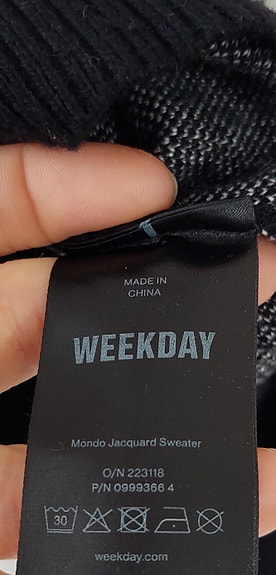 MADE IN
CHINA
WEEKDAY
Mondo Jacquard Sweater
O/N 223118
P/N 0999366 4
30
weekday.com